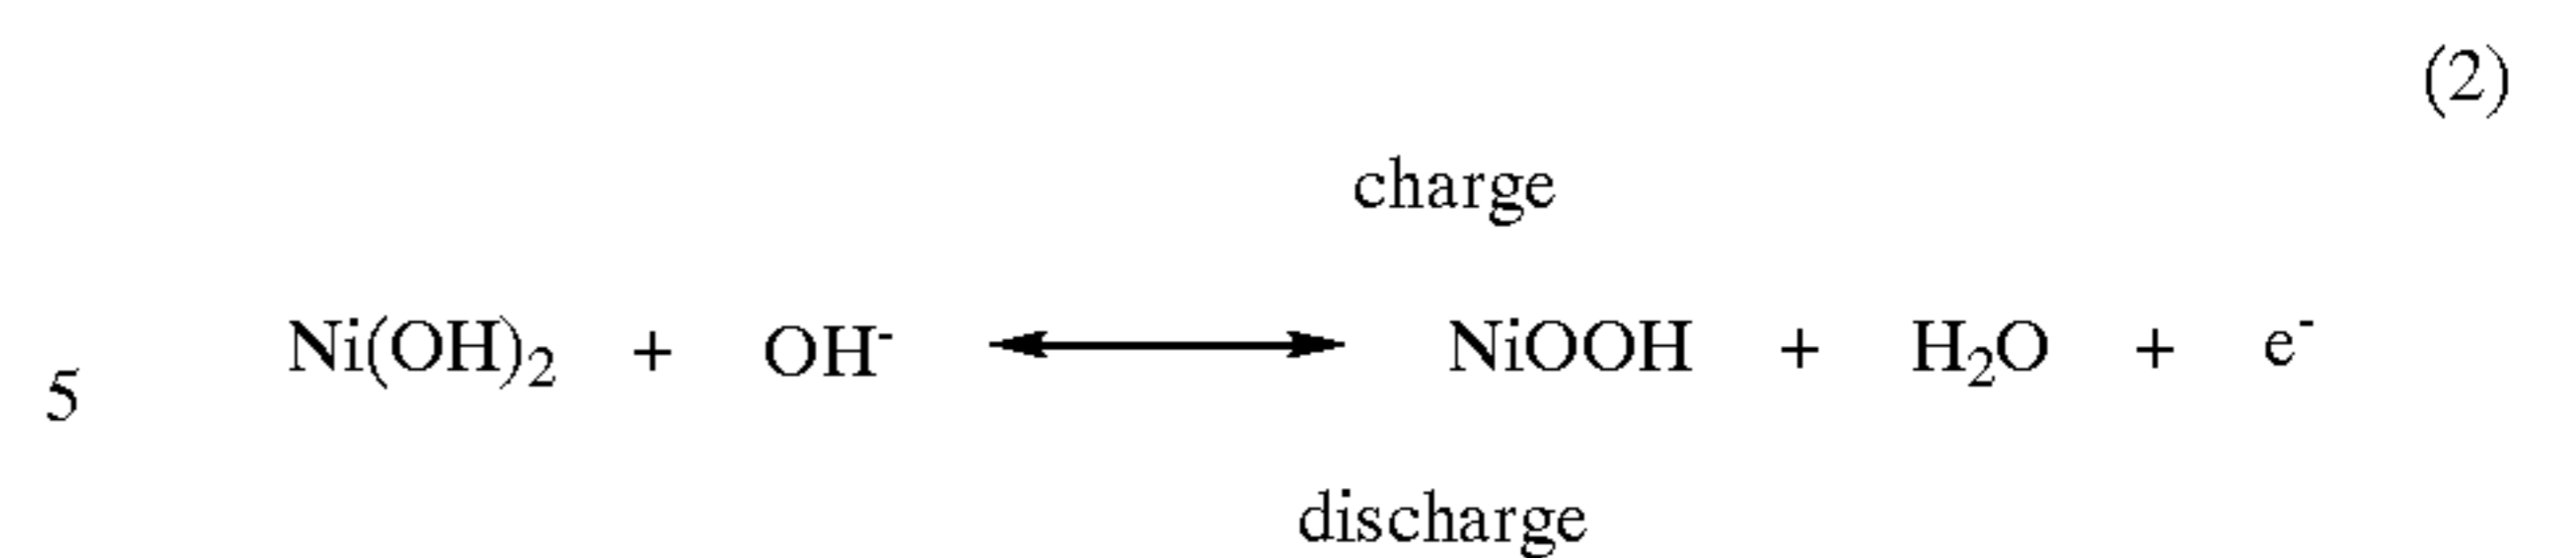 (2)
charge
Ni(OH)₂ + OH⁻ ⟷ NiOOH + H₂O + e⁻
5
discharge